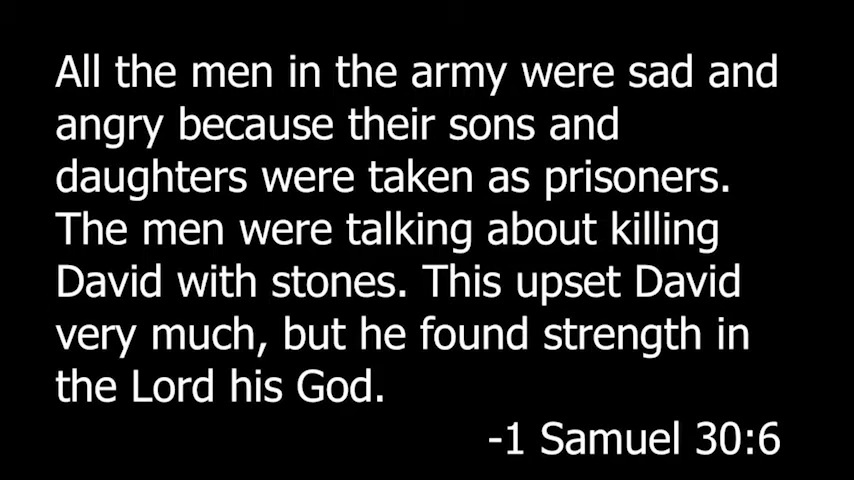 All the men in the army were sad and
angry because their sons and
daughters were taken as prisoners.
The men were talking about killing
David with stones. This upset David
very much, but he found strength in
the Lord his God.
-1 Samuel 30:6